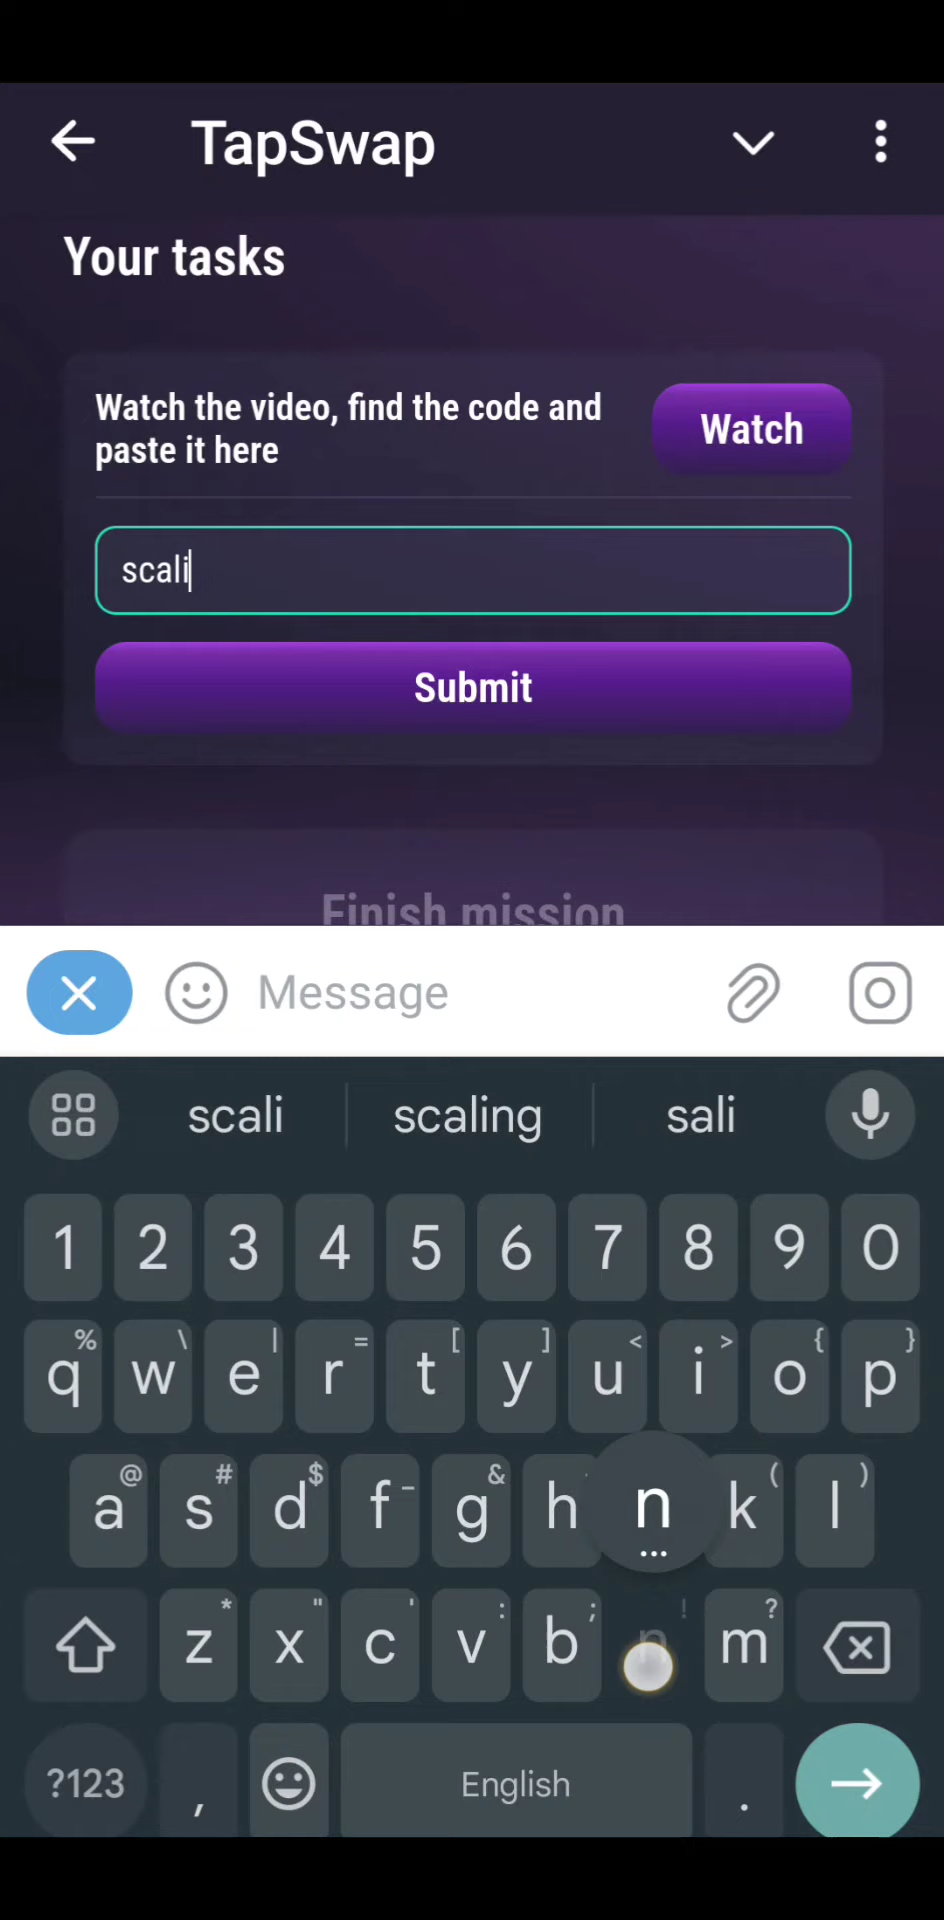 TapSwap
Your tasks
Watch the video, find the code and
paste it here
Watch
scali
Submit
Finish mission
Message
scali scaling sali
1 2 3 4 5 6 7 8 9 0
% \ | = [ ] < > { }
q w e r t y u i o p
@ # $ _ & ( )
a s d f g h n k l
...
* " ' : ; ! ?
z x c v b n m
?123 , English .